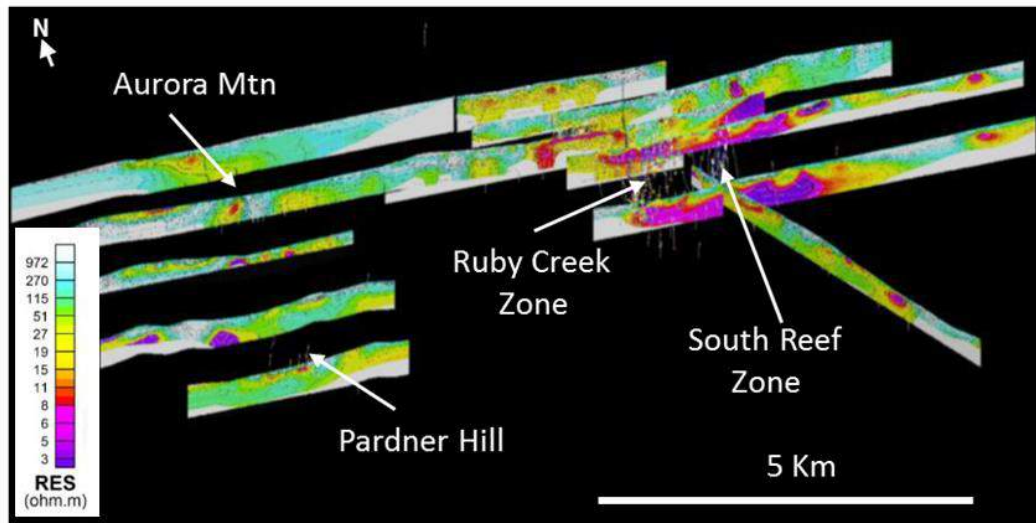 N
Aurora Mtn
Ruby Creek
Zone
South Reef
Zone
Pardner Hill
5 Km
972
270
115
51
27
19
15
11
8
6
5
3
RES
(ohm.m)